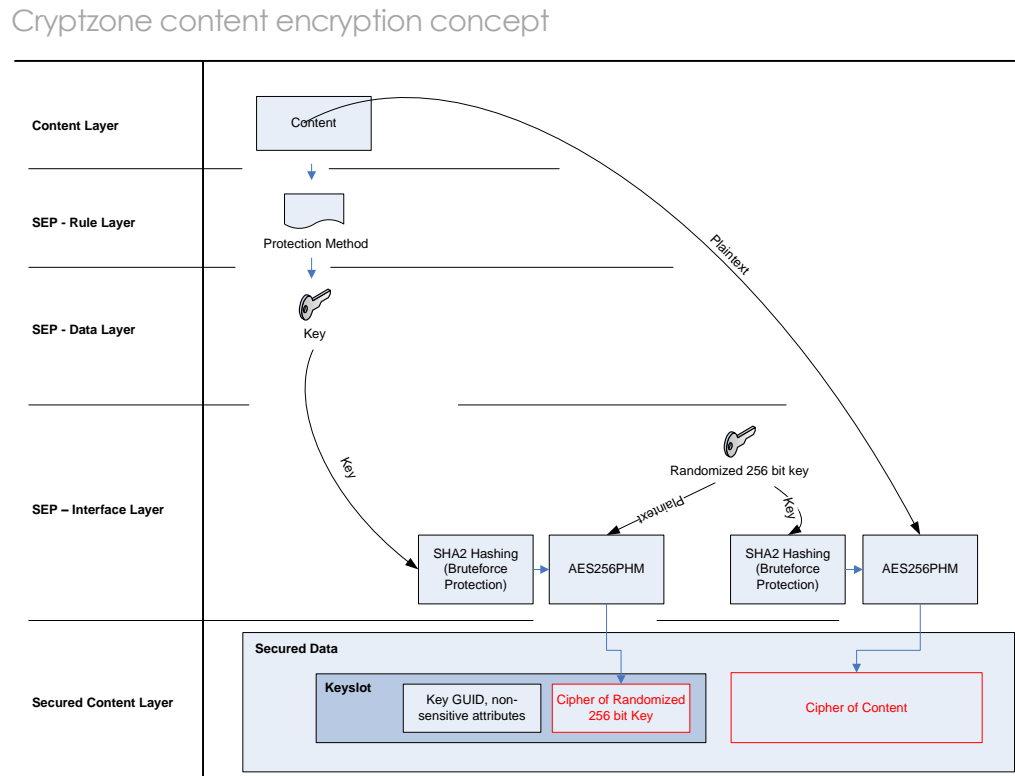 Cryptzone content encryption concept
Content Layer
Content
Plaintext
SEP - Rule Layer
Protection Method
SEP - Data Layer
Key
Key
Randomized 256 bit key
Plaintext
Key
SEP – Interface Layer
SHA2 Hashing
(Bruteforce
Protection)
AES256PHM
SHA2 Hashing
(Bruteforce
Protection)
AES256PHM
Secured Content Layer
Secured Data
Keyslot
Key GUID, non-
sensitive attributes
Cipher of Randomized
256 bit Key
Cipher of Content